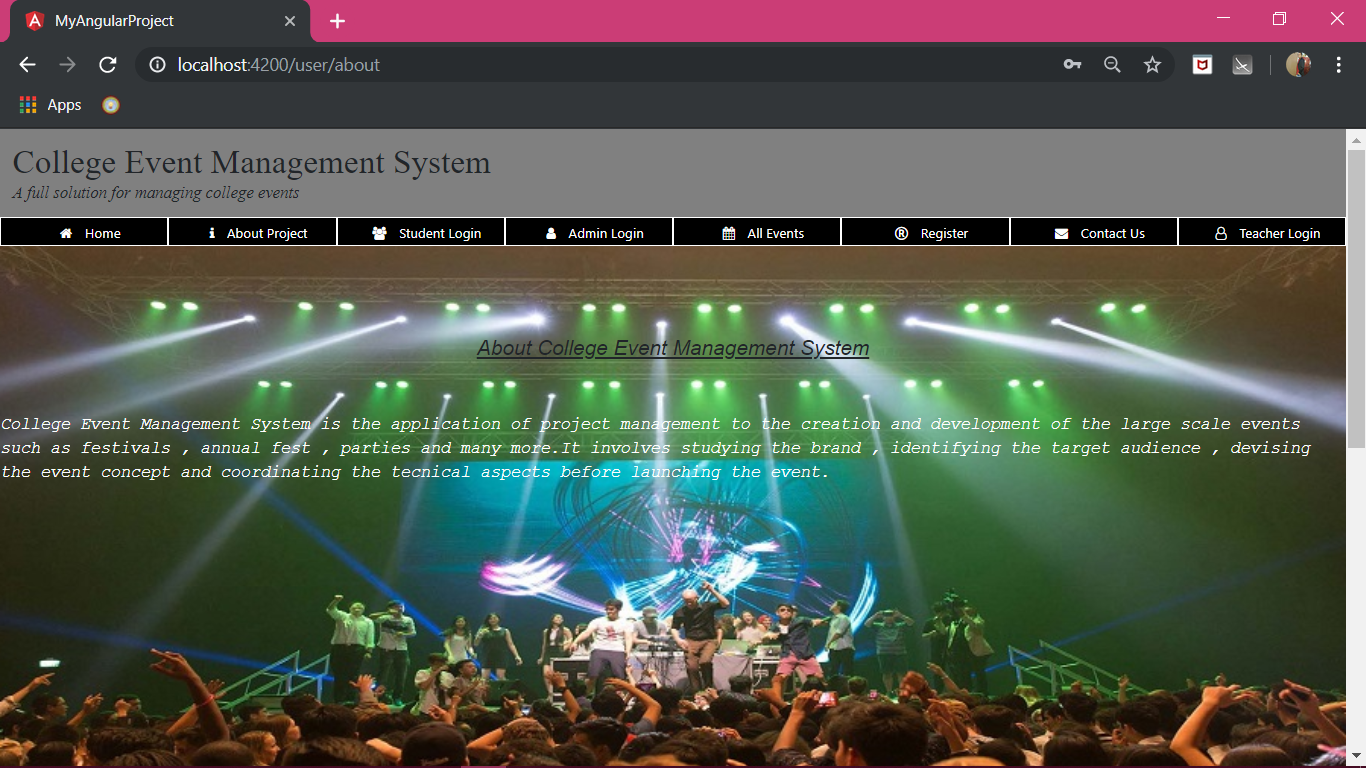 MyAngularProject
localhost:4200/user/about
Apps
College Event Management System
A full solution for managing college events
Home About Project Student Login Admin Login All Events Register Contact Us Teacher Login
About College Event Management System
College Event Management System is the application of project management to the creation and development of the large scale events
such as festivals , annual fest , parties and many more.It involves studying the brand , identifying the target audience , devising
the event concept and coordinating the tecnical aspects before launching the event.